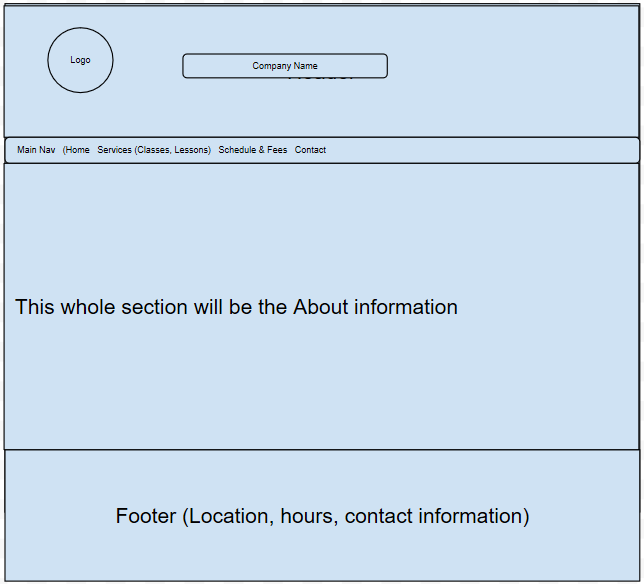 Logo
Company Name
Main Nav (Home Services (Classes, Lessons) Schedule & Fees Contact
This whole section will be the About information
Footer (Location, hours, contact information)